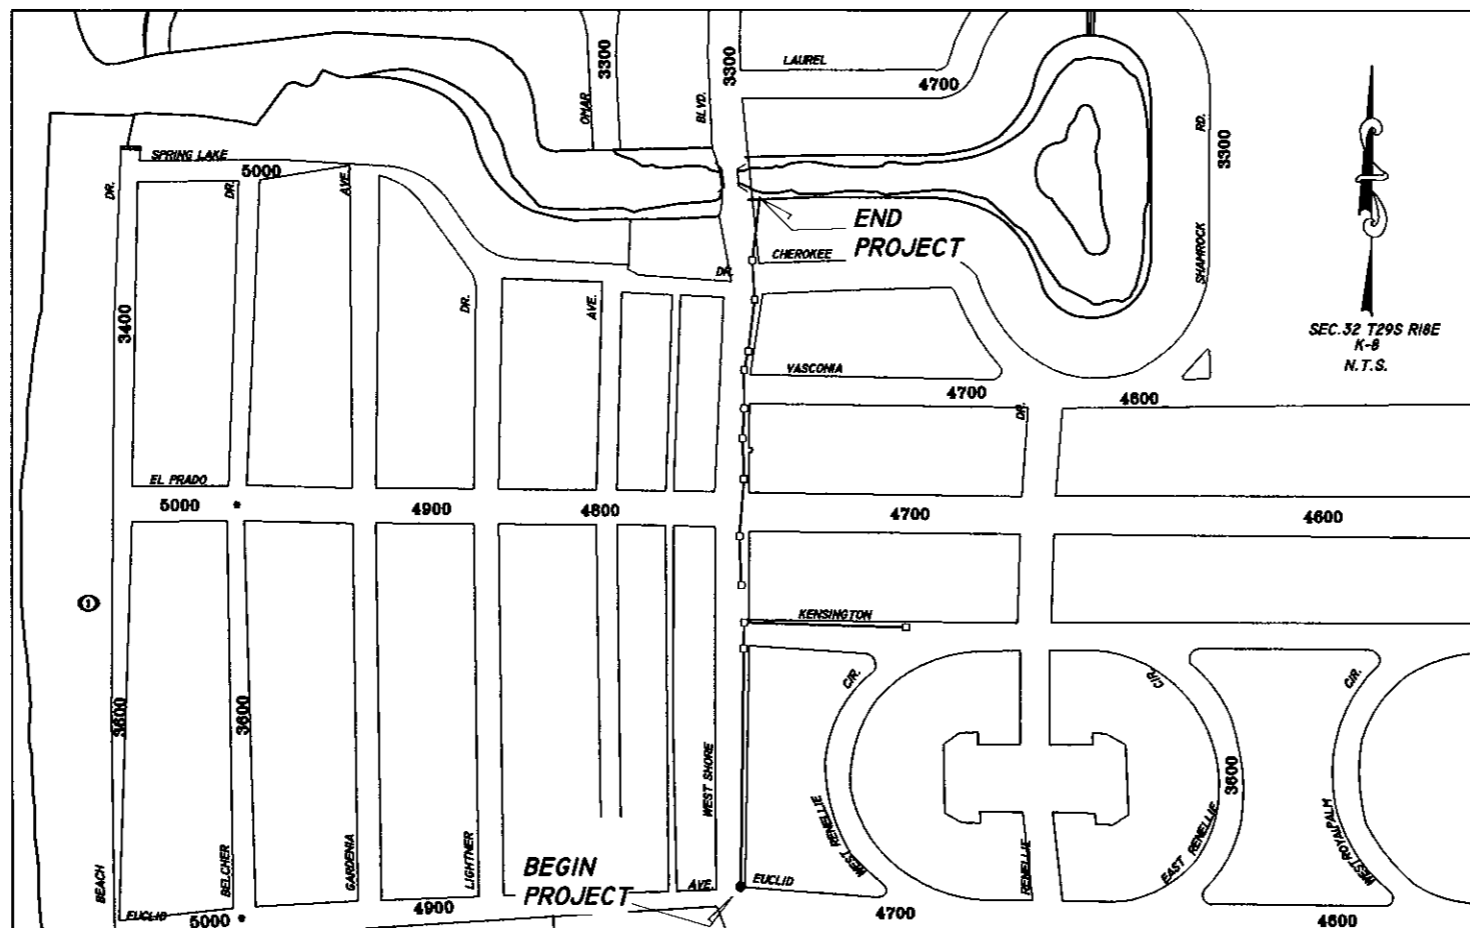 LAUREL
4700
3300
OMAR
3300
BLVD.
RD.
3300
SPRING LAKE
5000
DR.
DR.
AVE.
END
PROJECT
CHEROKEE
DR.
SHAMROCK
SEC.32 T29S R18E
K-8
N.T.S.
3400
DR.
AVE.
VASCONIA
4700
4600
DR.
EL PRADO
5000
4900
4800
4700
4600
KENSINGTON
3600
3600
CIR.
CIR.
CIR.
WEST SHORE
3600
WEST RENELLIE
EAST RENELLIE
WEST ROYALPALM
BEACH
BELCHER
GARDENIA
LIGHTNER
RENELLIE
BEGIN
PROJECT
AVE.
EUCLID
EUCLID
5000
4900
4700
4600